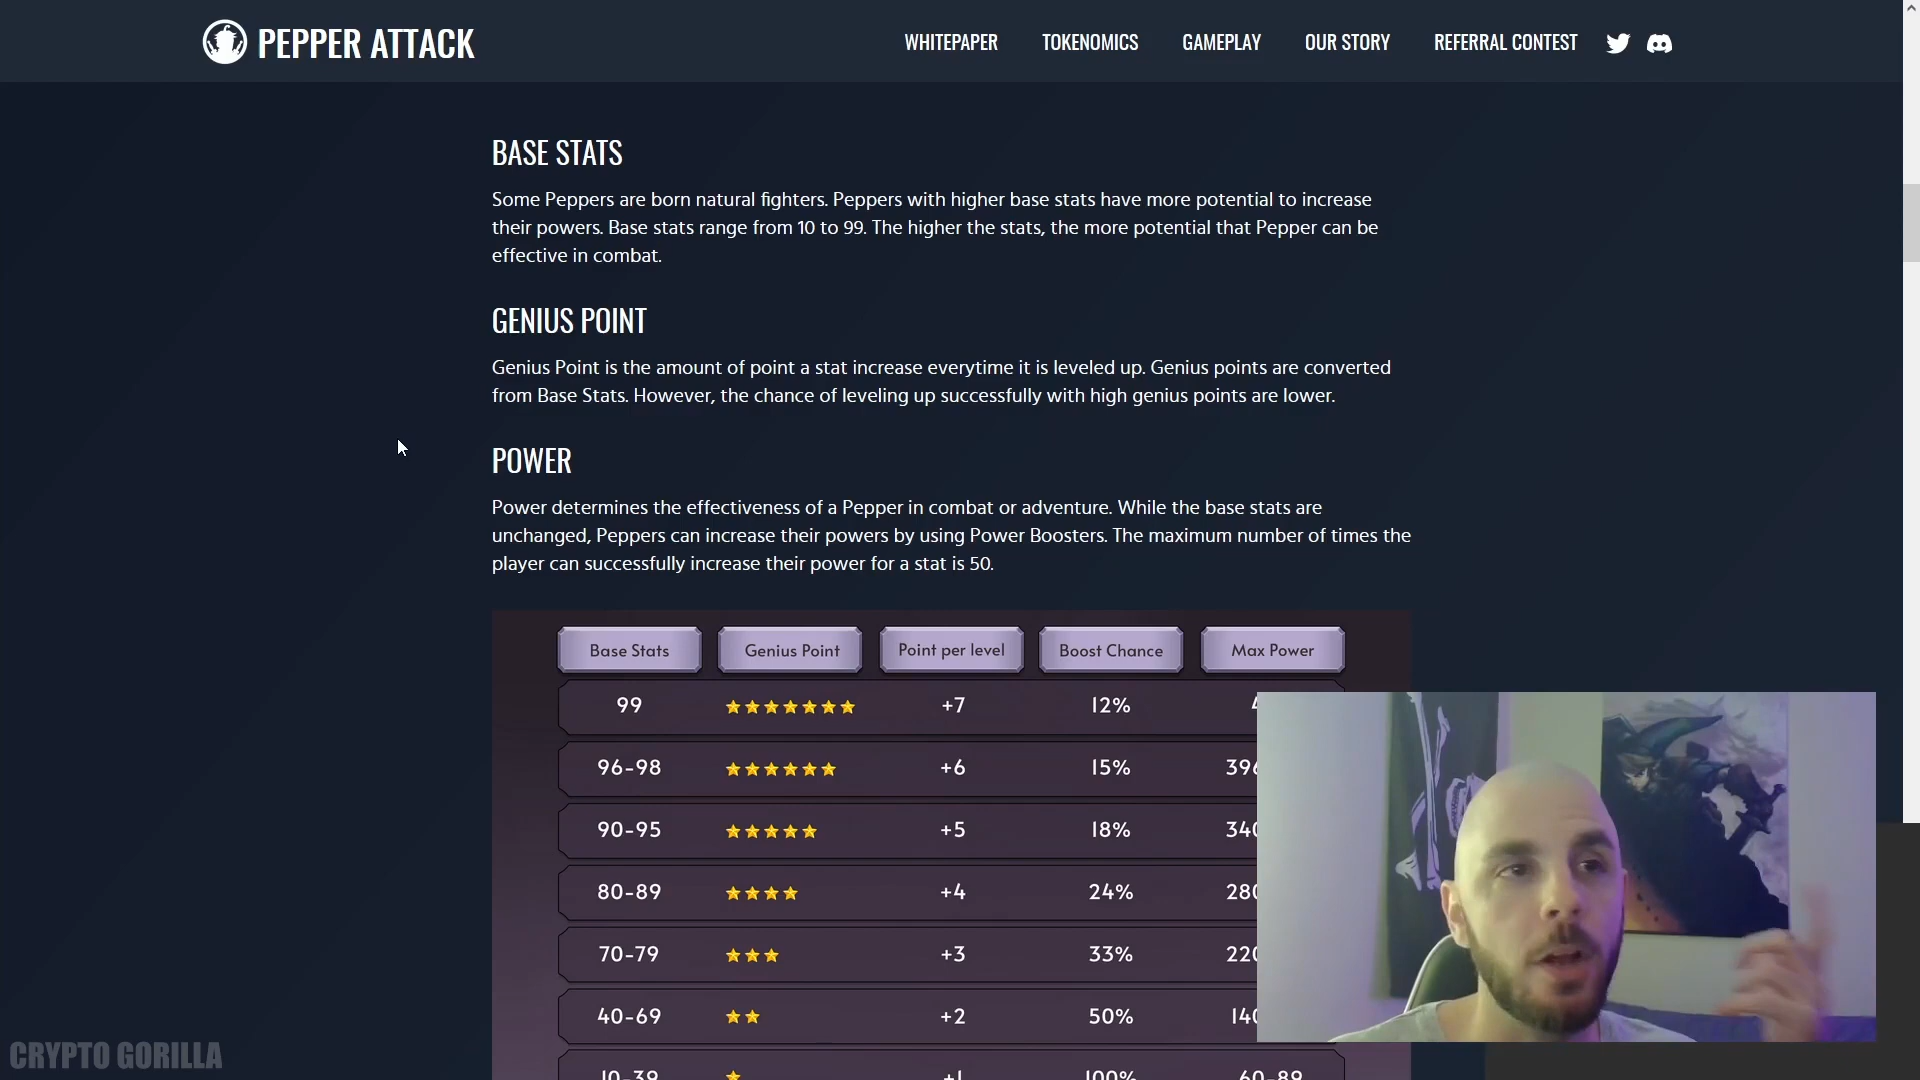 PEPPER ATTACK
WHITEPAPER TOKENOMICS GAMEPLAY OUR STORY REFERRAL CONTEST
BASE STATS
Some Peppers are born natural fighters. Peppers with higher base stats have more potential to increase
their powers. Base stats range from 10 to 99. The higher the stats, the more potential that Pepper can be
effective in combat.
GENIUS POINT
Genius Point is the amount of point a stat increase everytime it is leveled up. Genius points are converted
from Base Stats. However, the chance of leveling up successfully with high genius points are lower.
POWER
Power determines the effectiveness of a Pepper in combat or adventure. While the base stats are
unchanged, Peppers can increase their powers by using Power Boosters. The maximum number of times the
player can successfully increase their power for a stat is 50.
Base Stats Genius Point Point per level Boost Chance Max Power
99 +7 12%
96-98 +6 15%
90-95 +5 18%
80-89 +4 24%
70-79 +3 33%
40-69 +2 50%
10-39 +1 100% 60-89
CRYPTO GORILLA